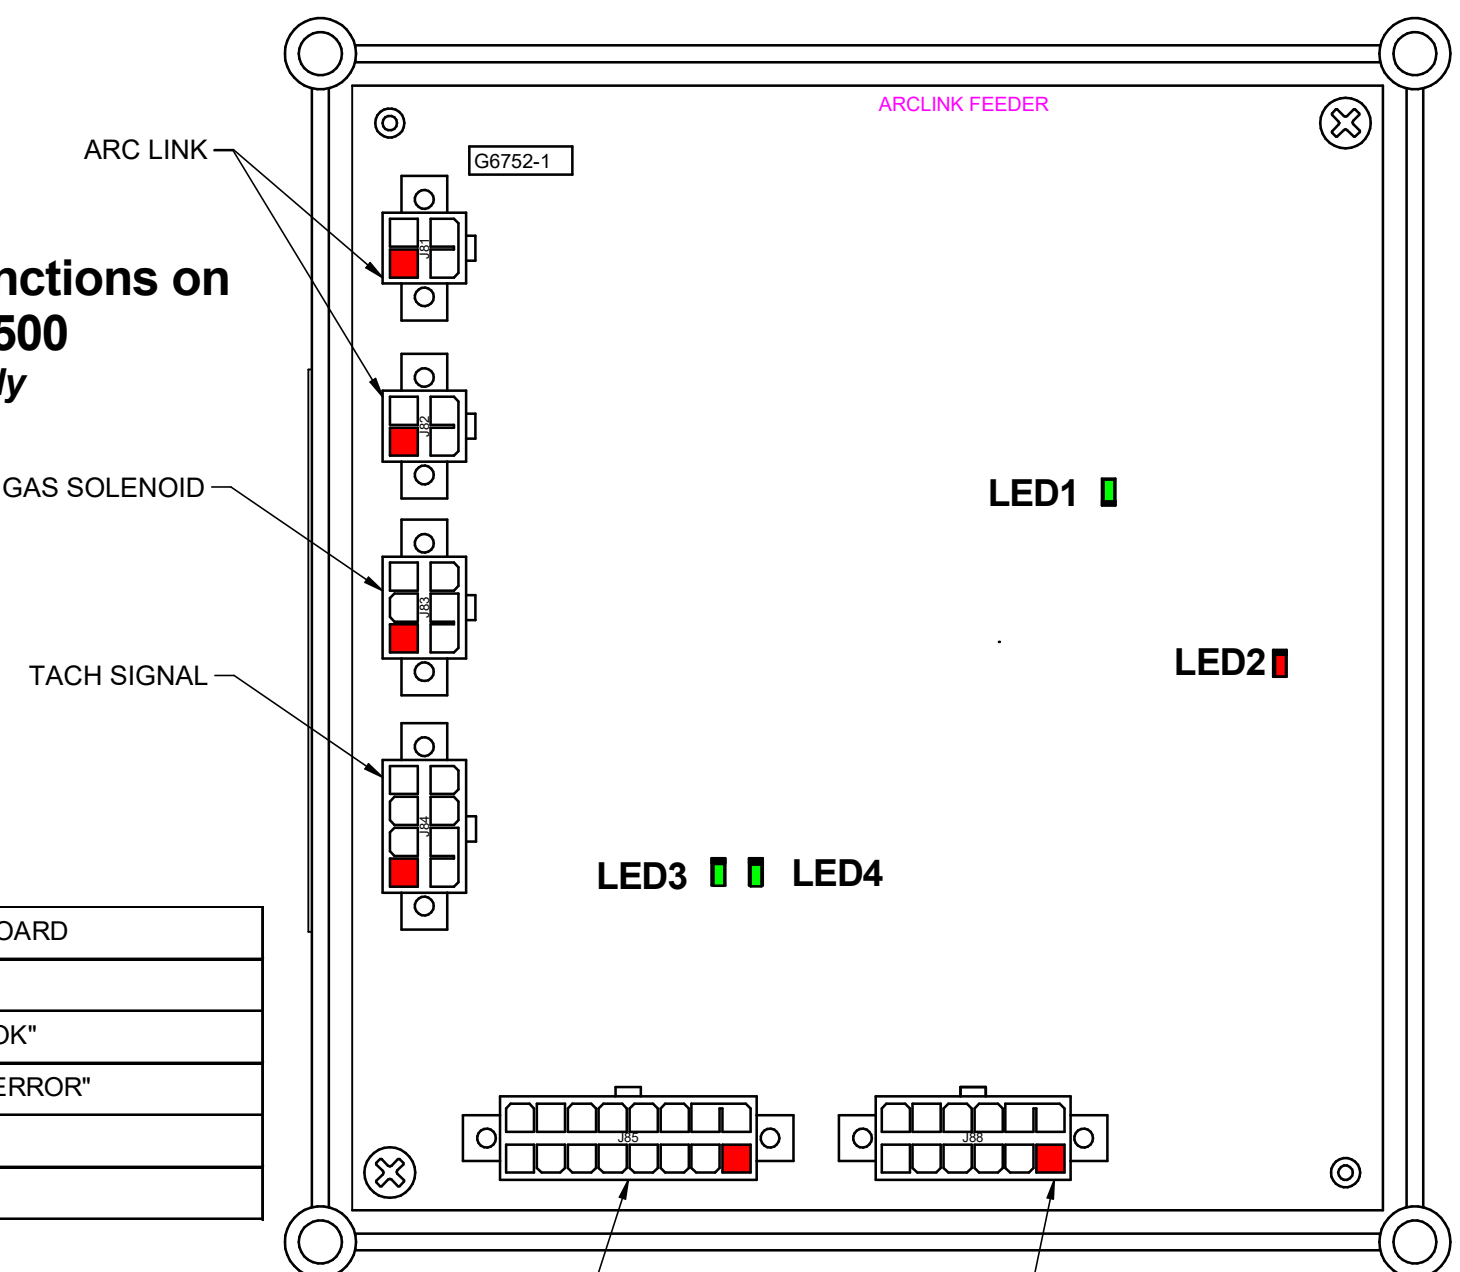 ARCLINK FEEDER
ARC LINK
G6752-1
J81
nctions on
500
ly
J82
GAS SOLENOID
LED1
J83
LED2
TACH SIGNAL
J84
LED3
LED4
OARD
OK"
ERROR"
J85
J88